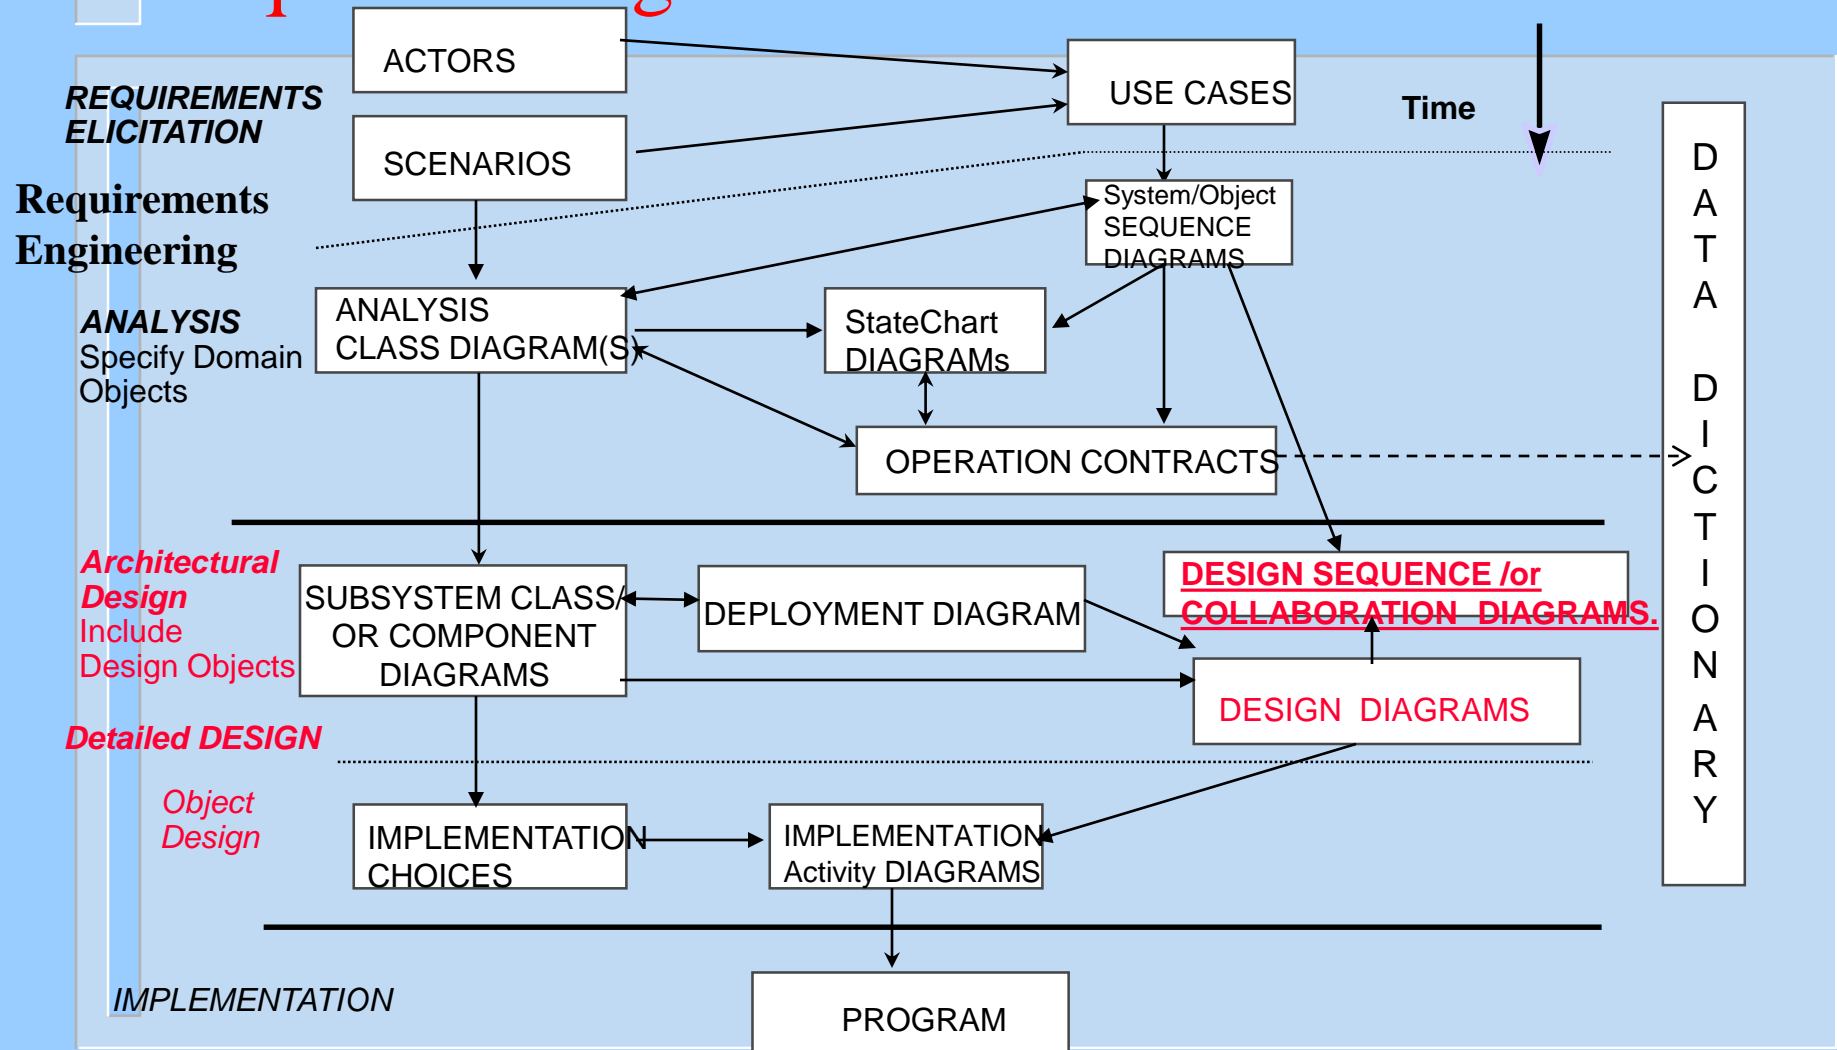 ACTORS
USE CASES
Time
REQUIREMENTS
ELICITATION
SCENARIOS
Requirements
Engineering
System/Object
SEQUENCE
DIAGRAMS
ANALYSIS
Specify Domain
Objects
ANALYSIS
CLASS DIAGRAM(S)
StateChart
DIAGRAMs
OPERATION CONTRACTS
DATA DICTIONARY
Architectural
Design
Include
Design Objects
SUBSYSTEM CLASS/
OR COMPONENT
DIAGRAMS
DEPLOYMENT DIAGRAM
DESIGN SEQUENCE /or
COLLABORATION DIAGRAMS.
DESIGN DIAGRAMS
Detailed DESIGN
Object
Design
IMPLEMENTATION
CHOICES
IMPLEMENTATION
Activity DIAGRAMS
IMPLEMENTATION
PROGRAM